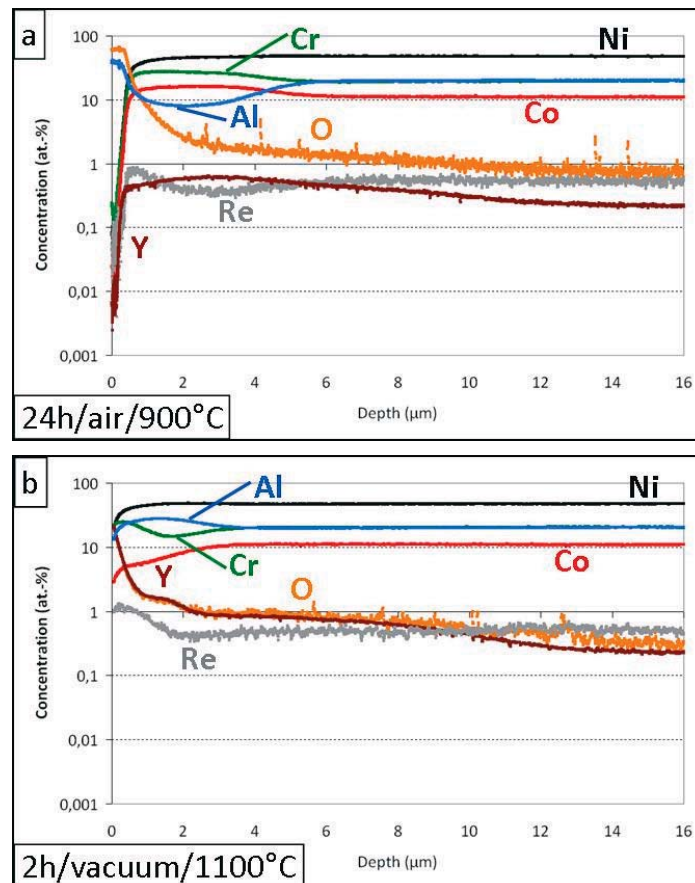 a
Concentration (at.-%)
100
10
1
0,1
0,01
0,001
Cr
Ni
Al
Co
O
Re
Y
0 2 4 6 8 10 12 14 16
Depth (µm)
24h/air/900°C
b
Concentration (at.-%)
100
10
1
0,1
0,01
0,001
Al
Ni
Cr
Co
Y
O
Re
0 2 4 6 8 10 12 14 16
Depth (µm)
2h/vacuum/1100°C